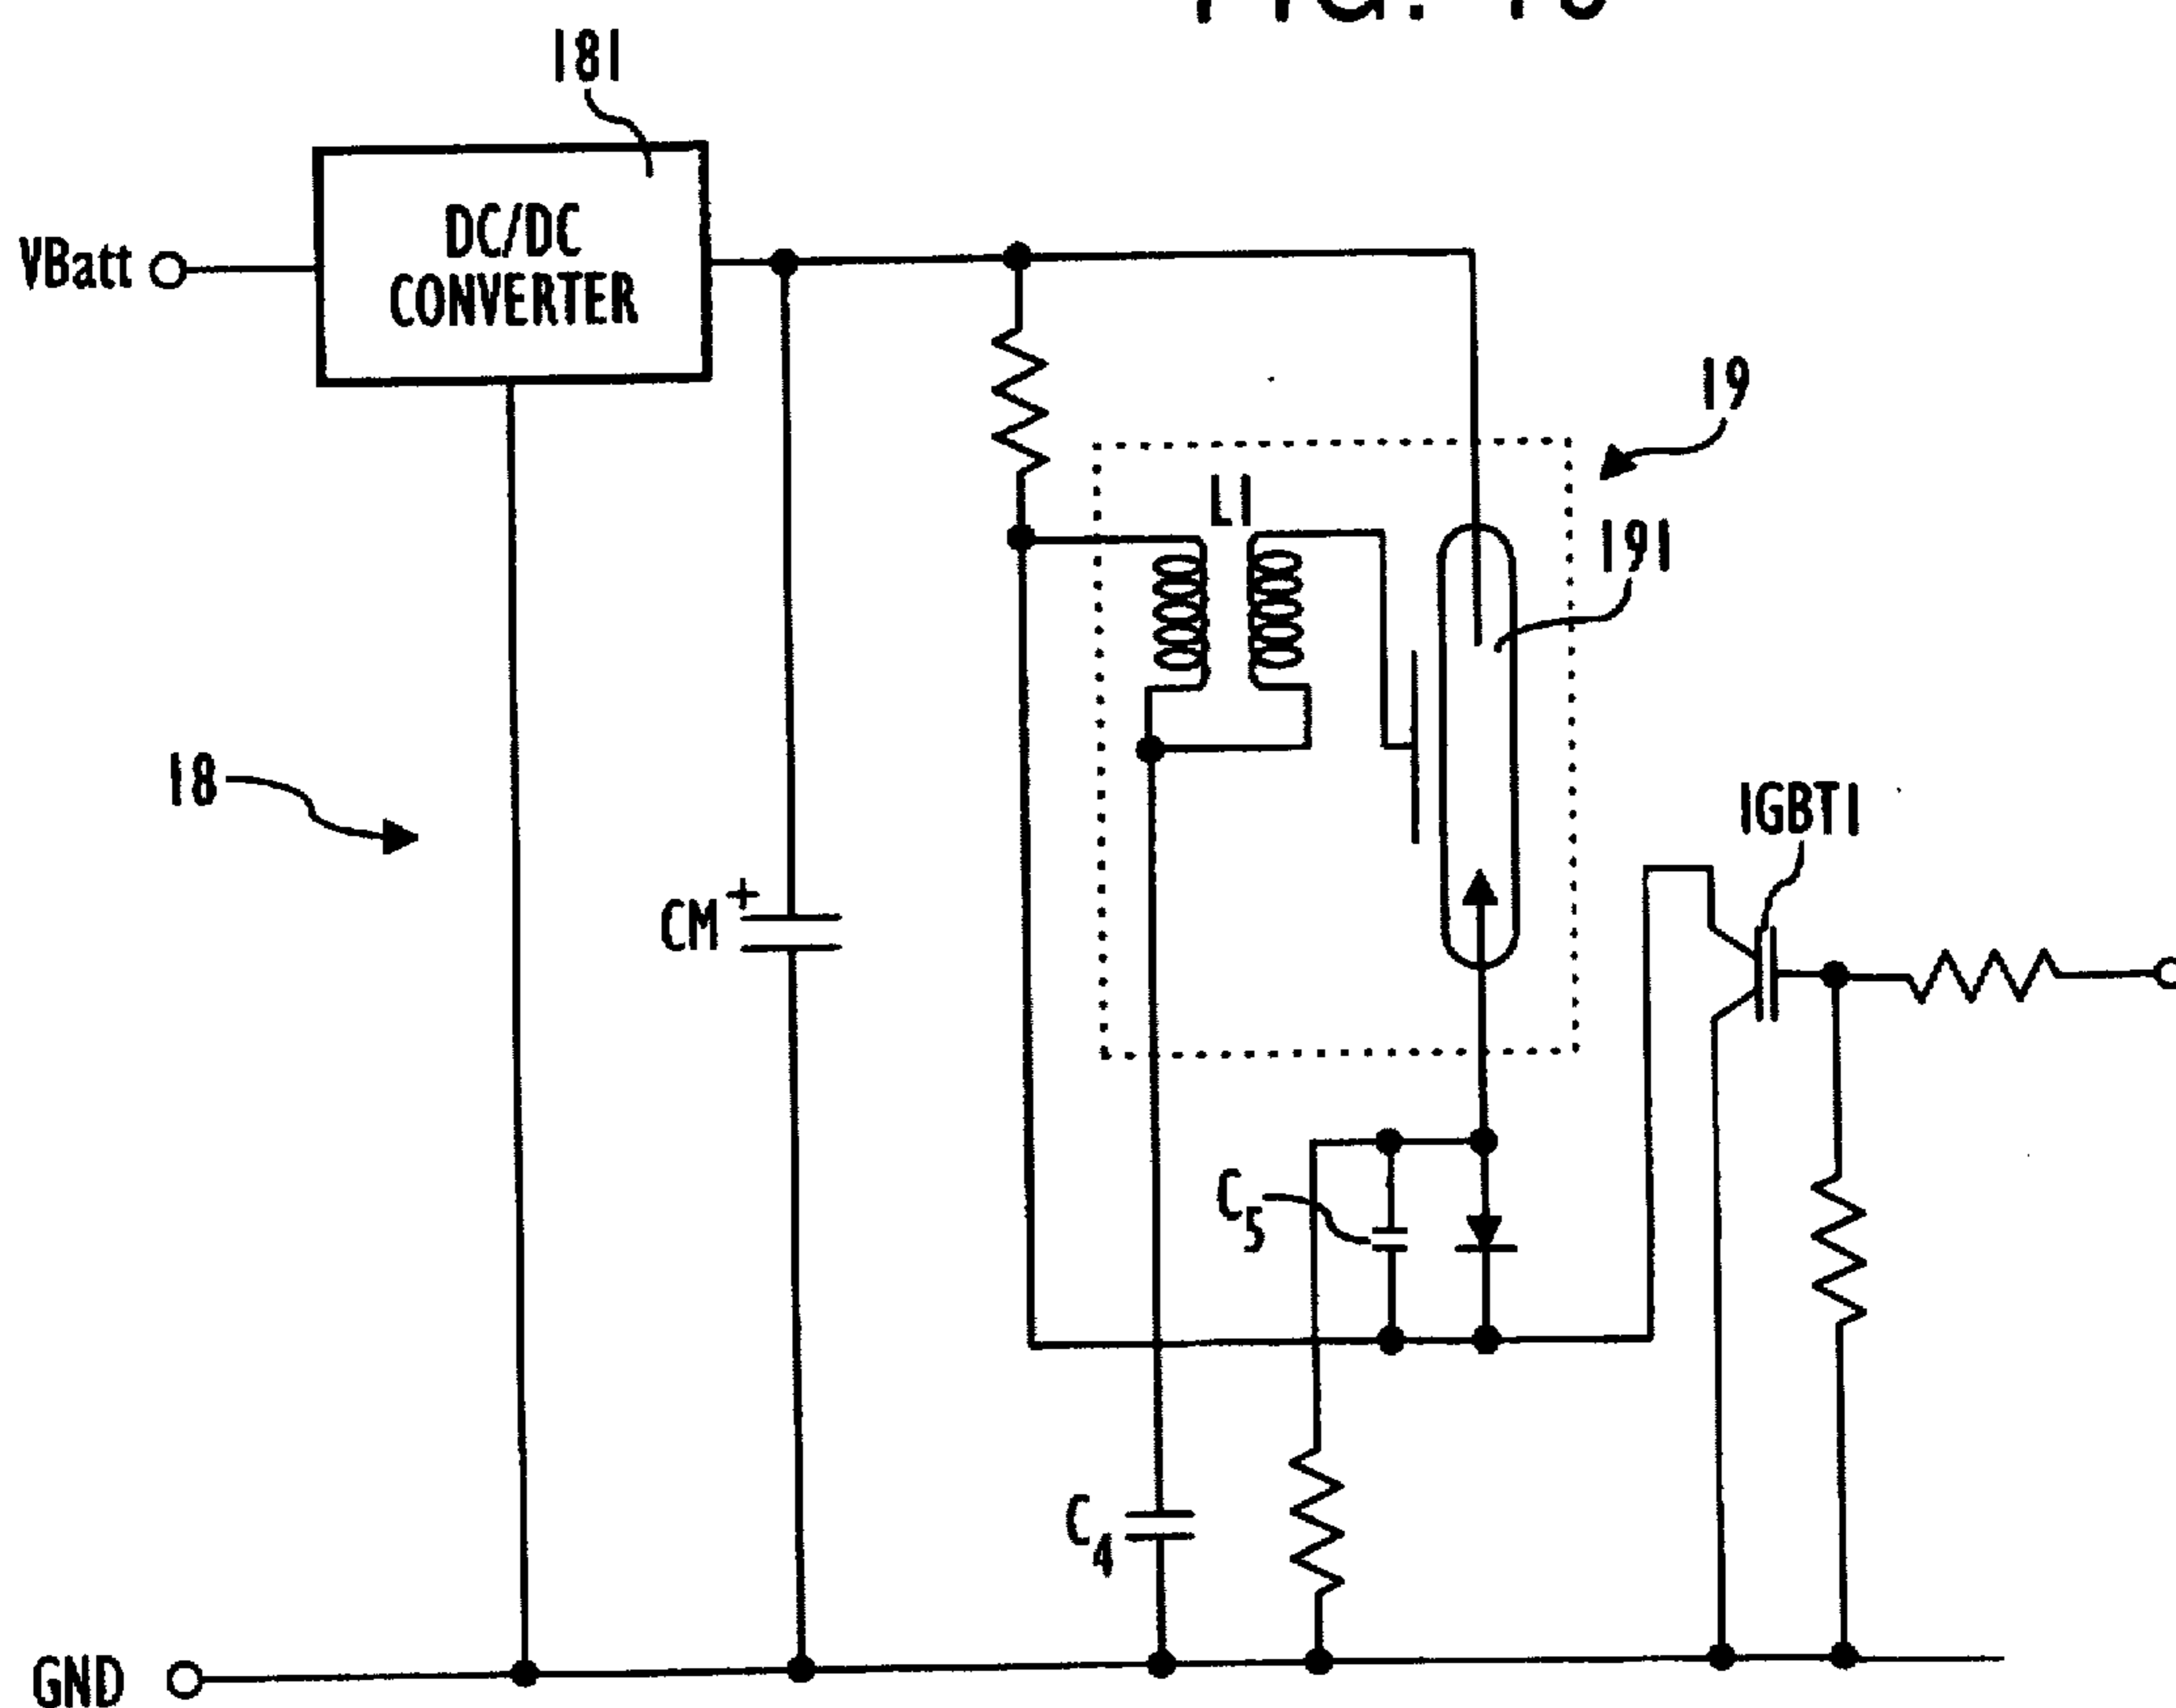 181
DC/DC
CONVERTER
VBatt
19
L1
191
18
IGBT1
CM
+
C5
C4
GND